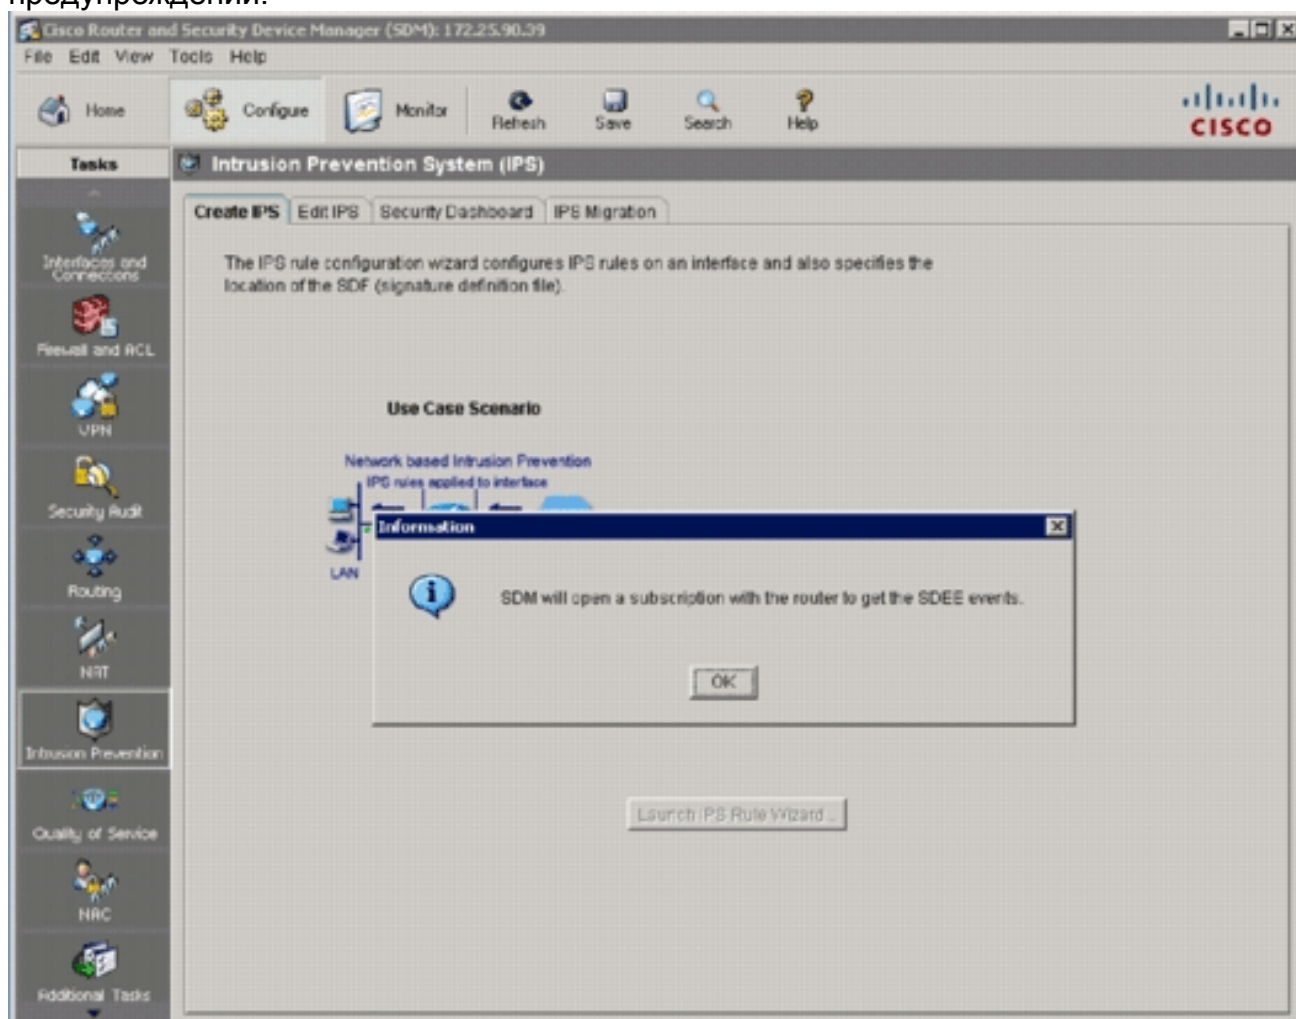 предупреждений.
Cisco Router and Security Device Manager (SDM): 172.25.90.39
File Edit View Tools Help
Home
Configure
Monitor
Refresh
Save
Search
Help
CISCO
Tasks
Intrusion Prevention System (IPS)
Create IPS
Edit IPS
Security Dashboard
IPS Migration
Interfaces and
Connections
Firewall and ACL
VPN
Security Audit
Routing
NAT
Intrusion Prevention
Quality of Service
NAC
Additional Tasks
The IPS rule configuration wizard configures IPS rules on an interface and also specifies the
location of the SDF (signature definition file).
Use Case Scenario
Network based Intrusion Prevention
IPS rules applied to interface
LAN
Information
SDM will open a subscription with the router to get the SDEE events.
OK
Launch IPS Rule Wizard...